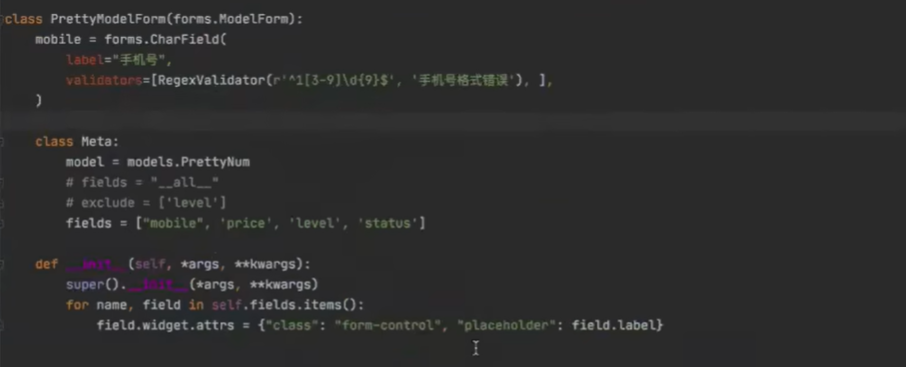 class PrettyModelForm(forms.ModelForm):
    mobile = forms.CharField(
        label="手机号",
        validators=[RegexValidator(r'^1[3-9]\d{9}$', '手机号格式错误'), ],
    )
    class Meta:
        model = models.PrettyNum
        # fields = "__all__"
        # exclude = ['level']
        fields = ["mobile", 'price', 'level', 'status']
    def __init__(self, *args, **kwargs):
        super().__init__(*args, **kwargs)
        for name, field in self.fields.items():
            field.widget.attrs = {"class": "form-control", "placeholder": field.label}